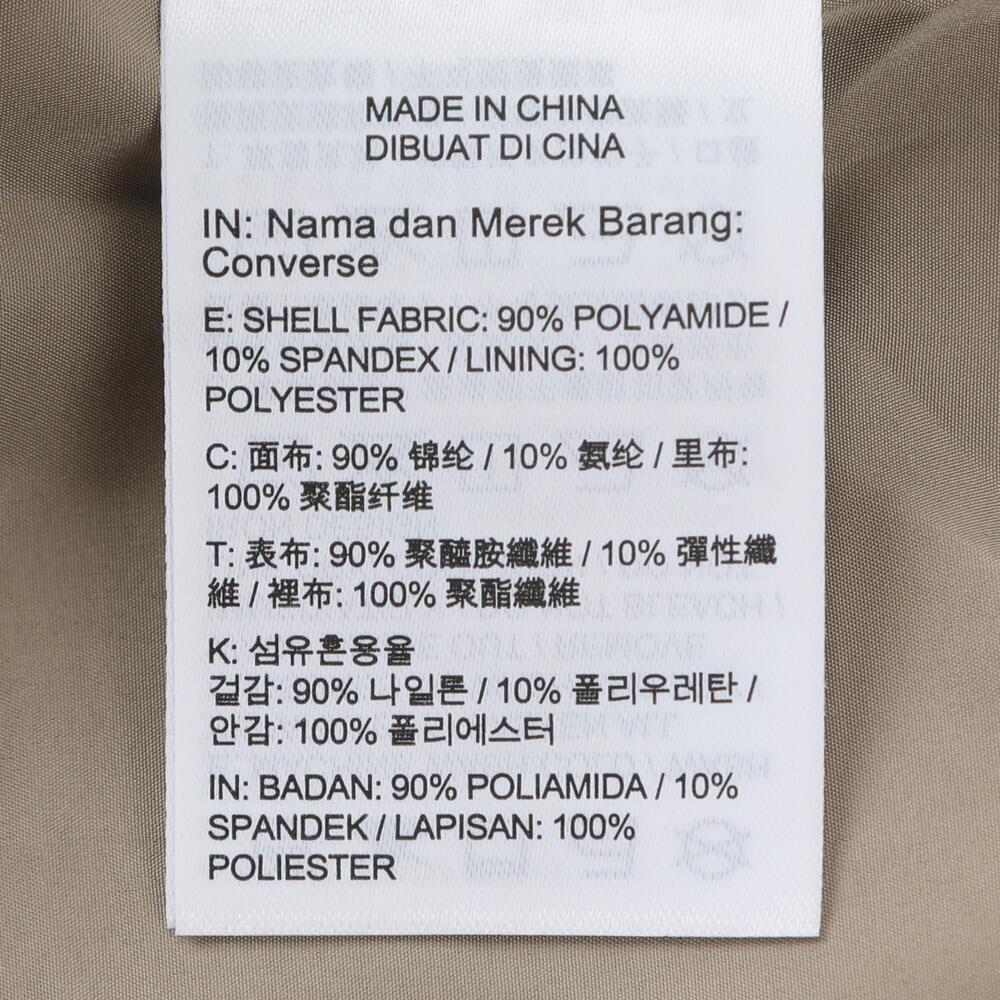 MADE IN CHINA
DIBUAT DI CINA
IN: Nama dan Merek Barang:
Converse
E: SHELL FABRIC: 90% POLYAMIDE /
10% SPANDEX / LINING: 100%
POLYESTER
C: 面布: 90% 锦纶 / 10% 氨纶 / 里布:
100% 聚酯纤维
T: 表布: 90% 聚醯胺纖維 / 10% 彈性纖
維 / 裡布: 100% 聚酯纖維
K: 섬유혼용율
겉감: 90% 나일론 / 10% 폴리우레탄 /
안감: 100% 폴리에스터
IN: BADAN: 90% POLIAMIDA / 10%
SPANDEK / LAPISAN: 100%
POLIESTER